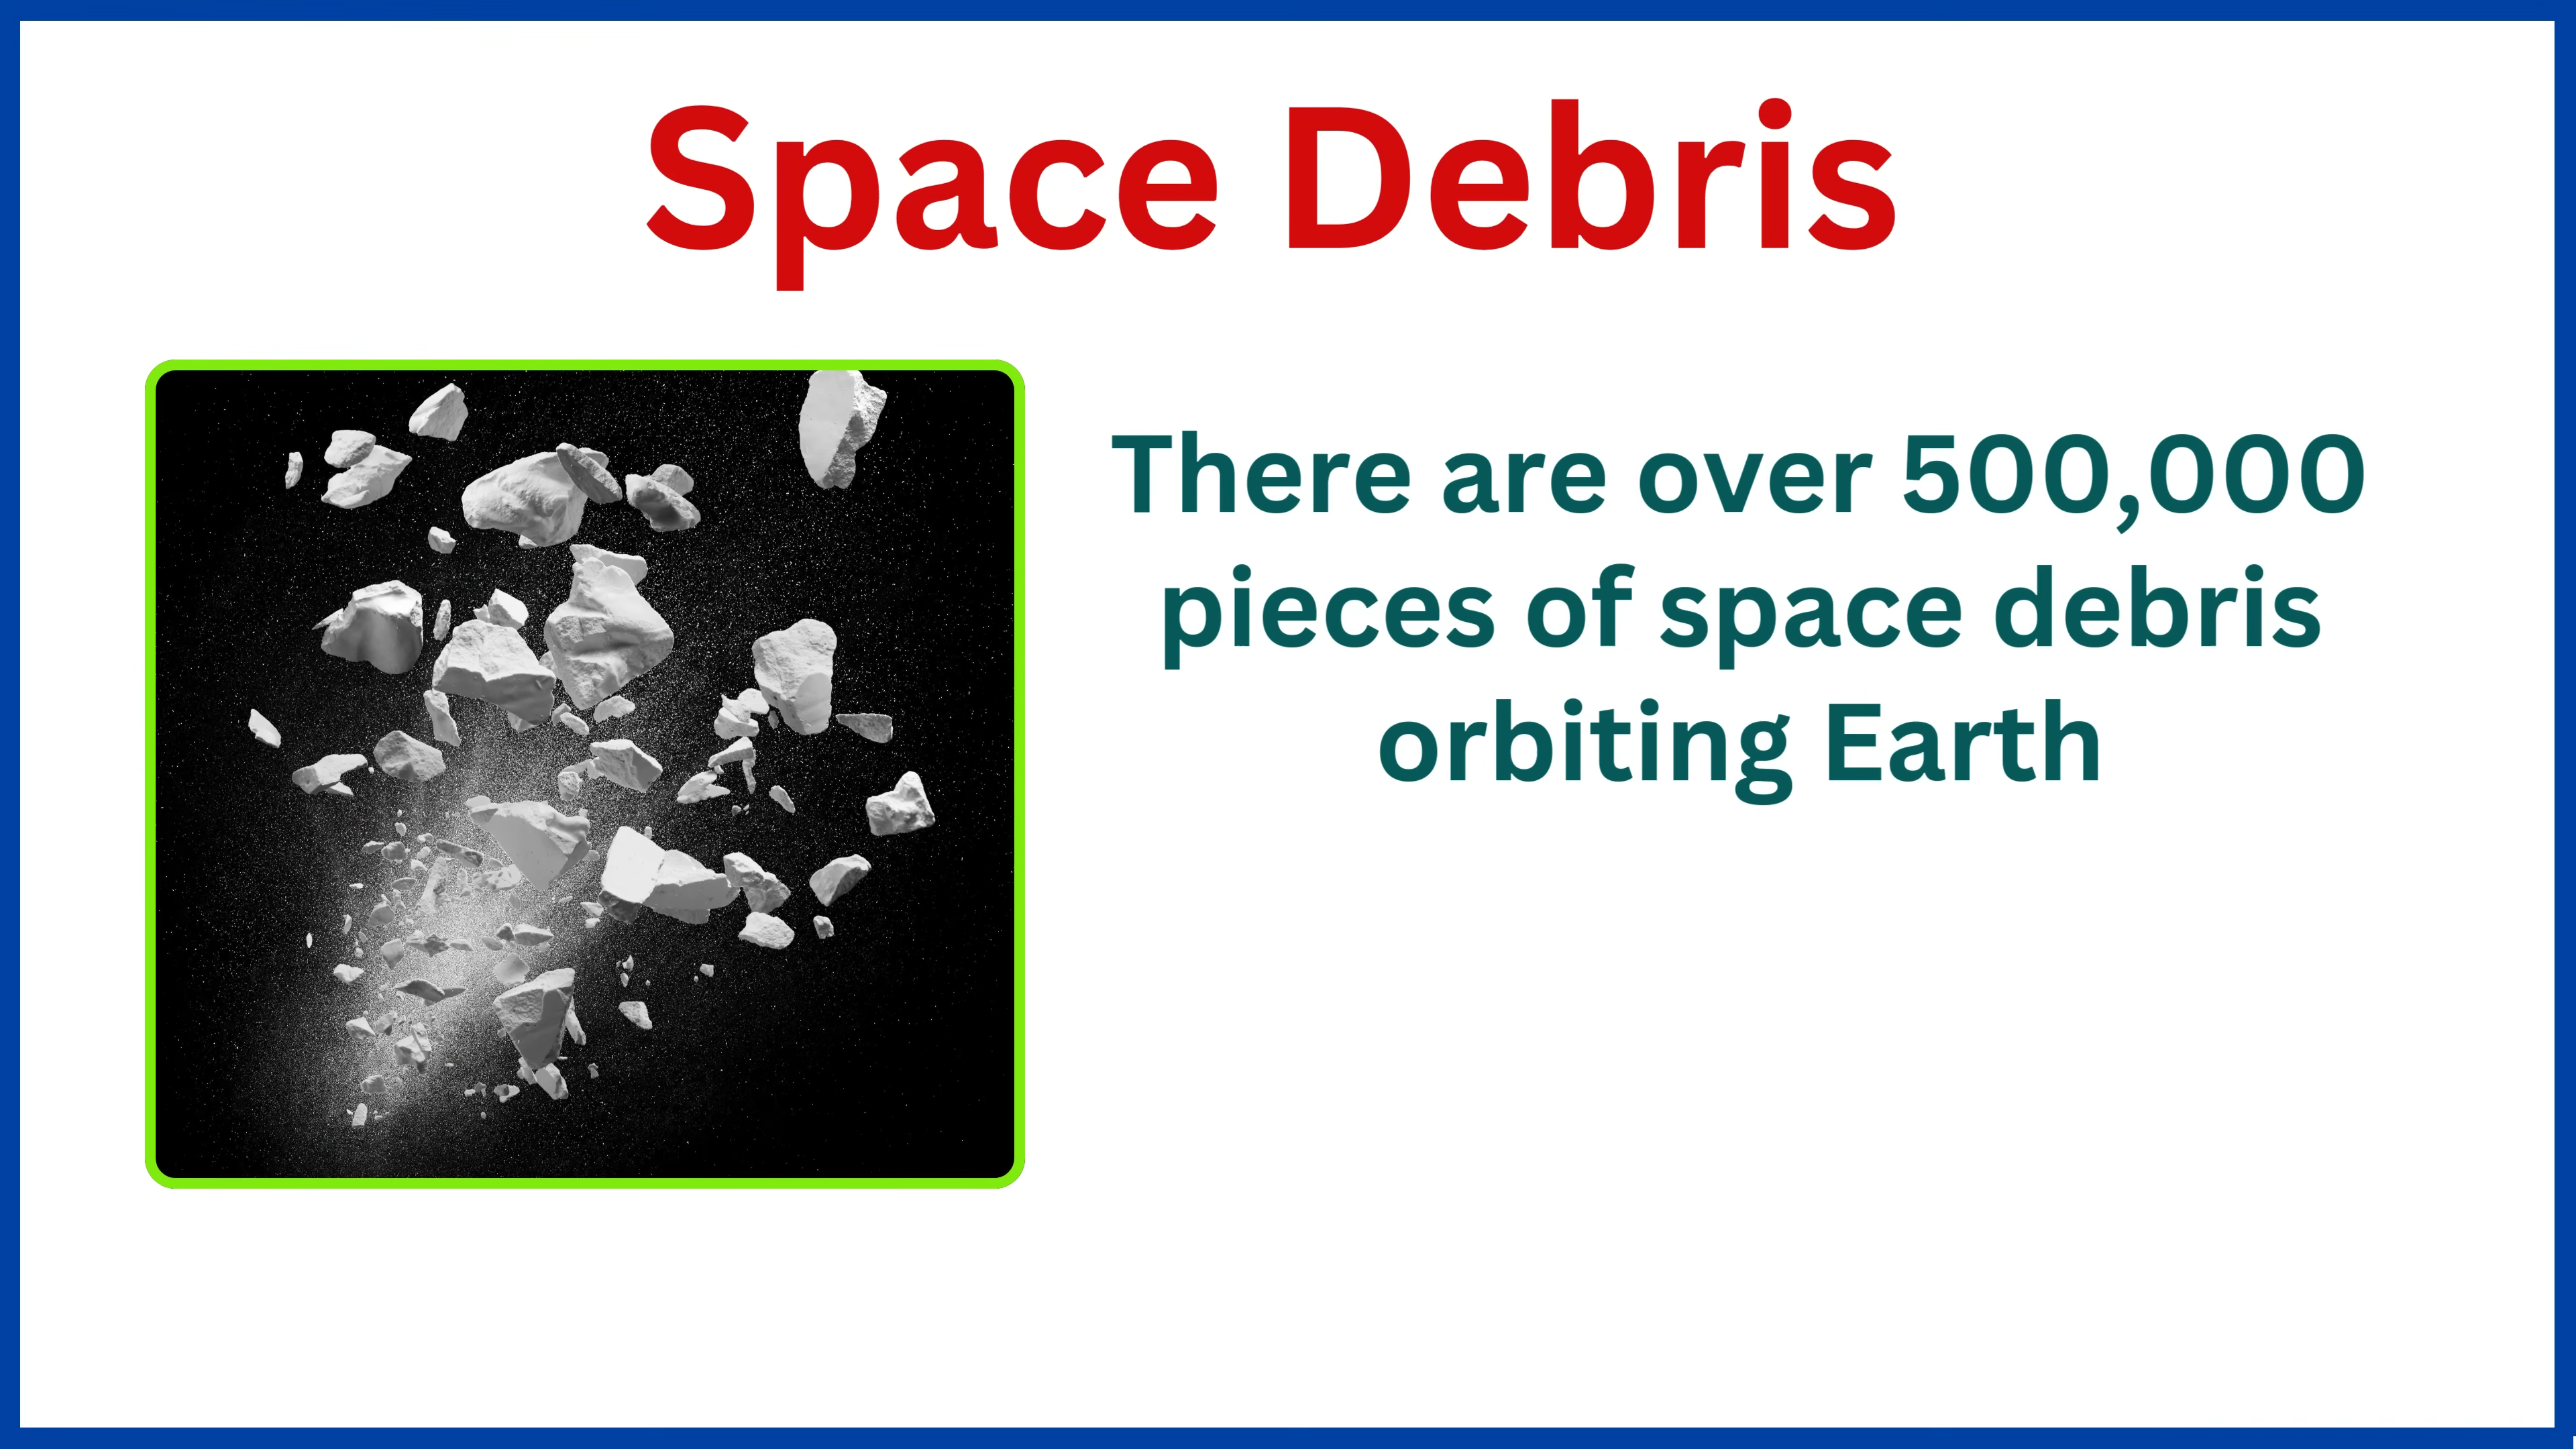 Space Debris
There are over 500,000
pieces of space debris
orbiting Earth